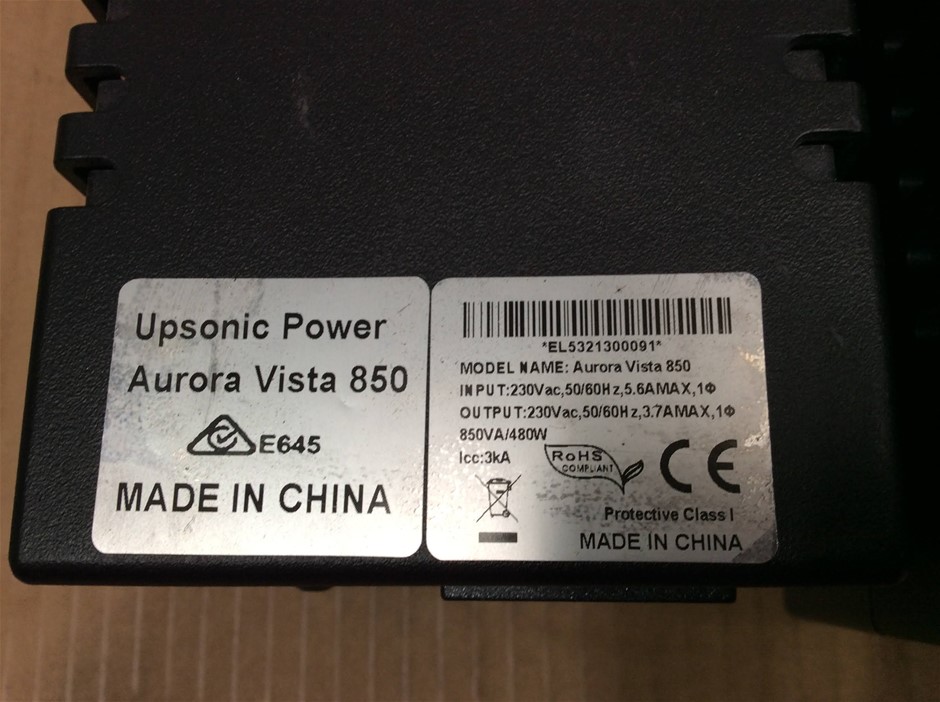 Upsonic Power
Aurora Vista 850
E645
MADE IN CHINA
*EL5321300091*
MODEL NAME: Aurora Vista 850
INPUT:230Vac,50/60Hz,5.6AMAX,1Φ
OUTPUT:230Vac,50/60Hz,3.7AMAX,1Φ
850VA/480W
Icc:3kA
RoHS
COMPLIANT
CE
Protective Class I
MADE IN CHINA